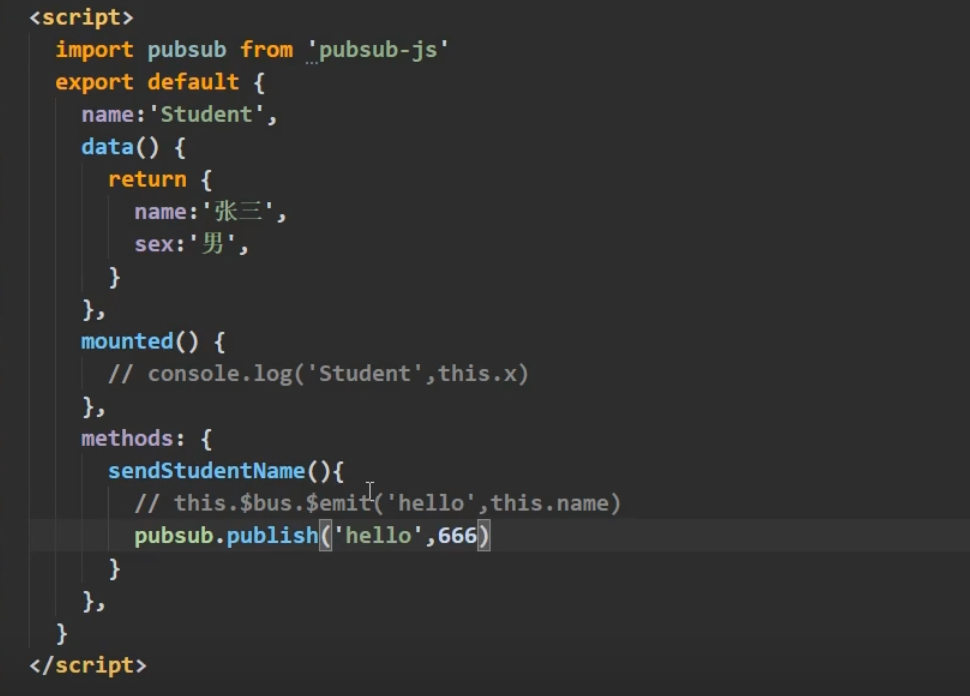 <script>
import pubsub from 'pubsub-js'
export default {
name:'Student',
data() {
return {
name:'张三',
sex:'男',
}
},
mounted() {
// console.log('Student',this.x)
},
methods: {
sendStudentName(){
// this.$bus.$emit('hello',this.name)
pubsub.publish('hello',666)
}
},
}
</script>